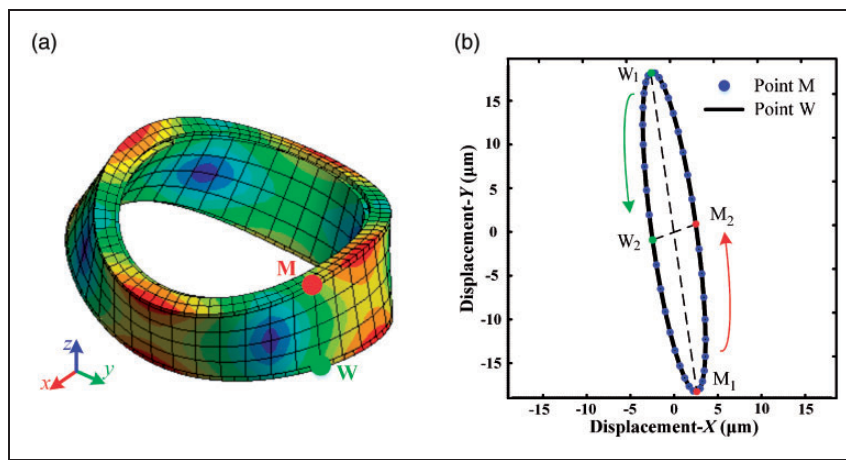 (a)
M
W
z
x
y
(b)
W1
Point M
Point W
M2
W2
M1
15
10
5
0
-5
-10
-15
Displacement-Y (μm)
-15
-10
-5
0
5
10
15
Displacement-X (μm)